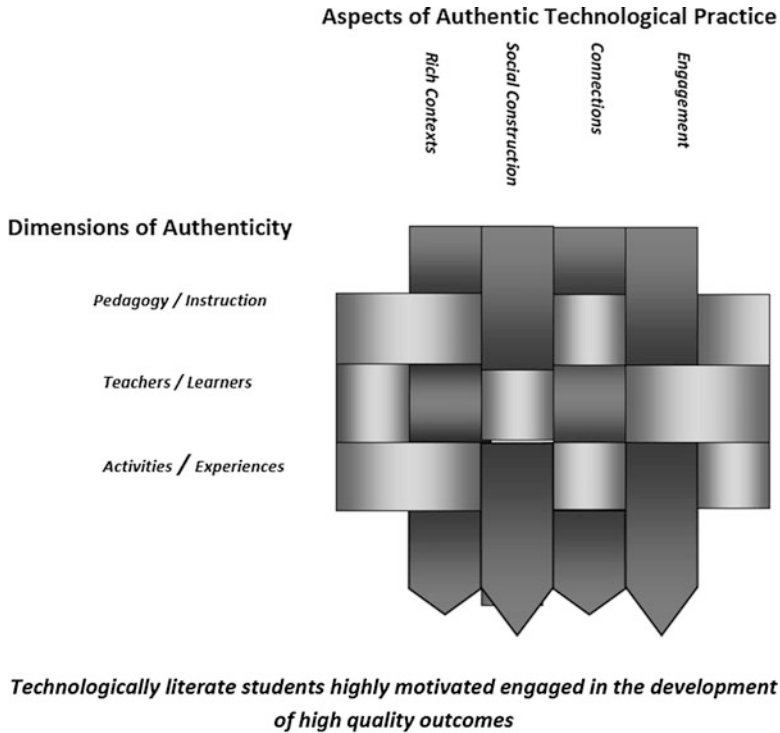 Aspects of Authentic Technological Practice
Rich Contexts
Social Construction
Connections
Engagement
Dimensions of Authenticity
Pedagogy / Instruction
Teachers / Learners
Activities / Experiences
Technologically literate students highly motivated engaged in the development
of high quality outcomes